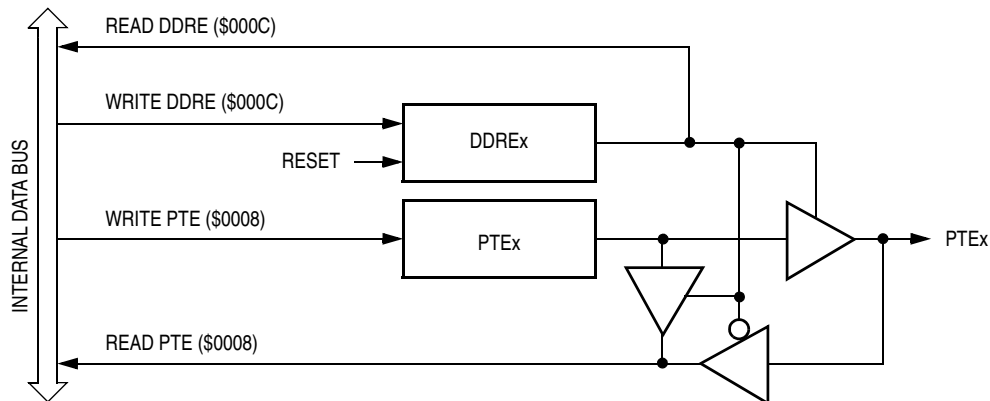 READ DDRE ($000C)
WRITE DDRE ($000C)
DDREx
RESET
WRITE PTE ($0008)
PTEx
PTEx
READ PTE ($0008)
INTERNAL DATA BUS